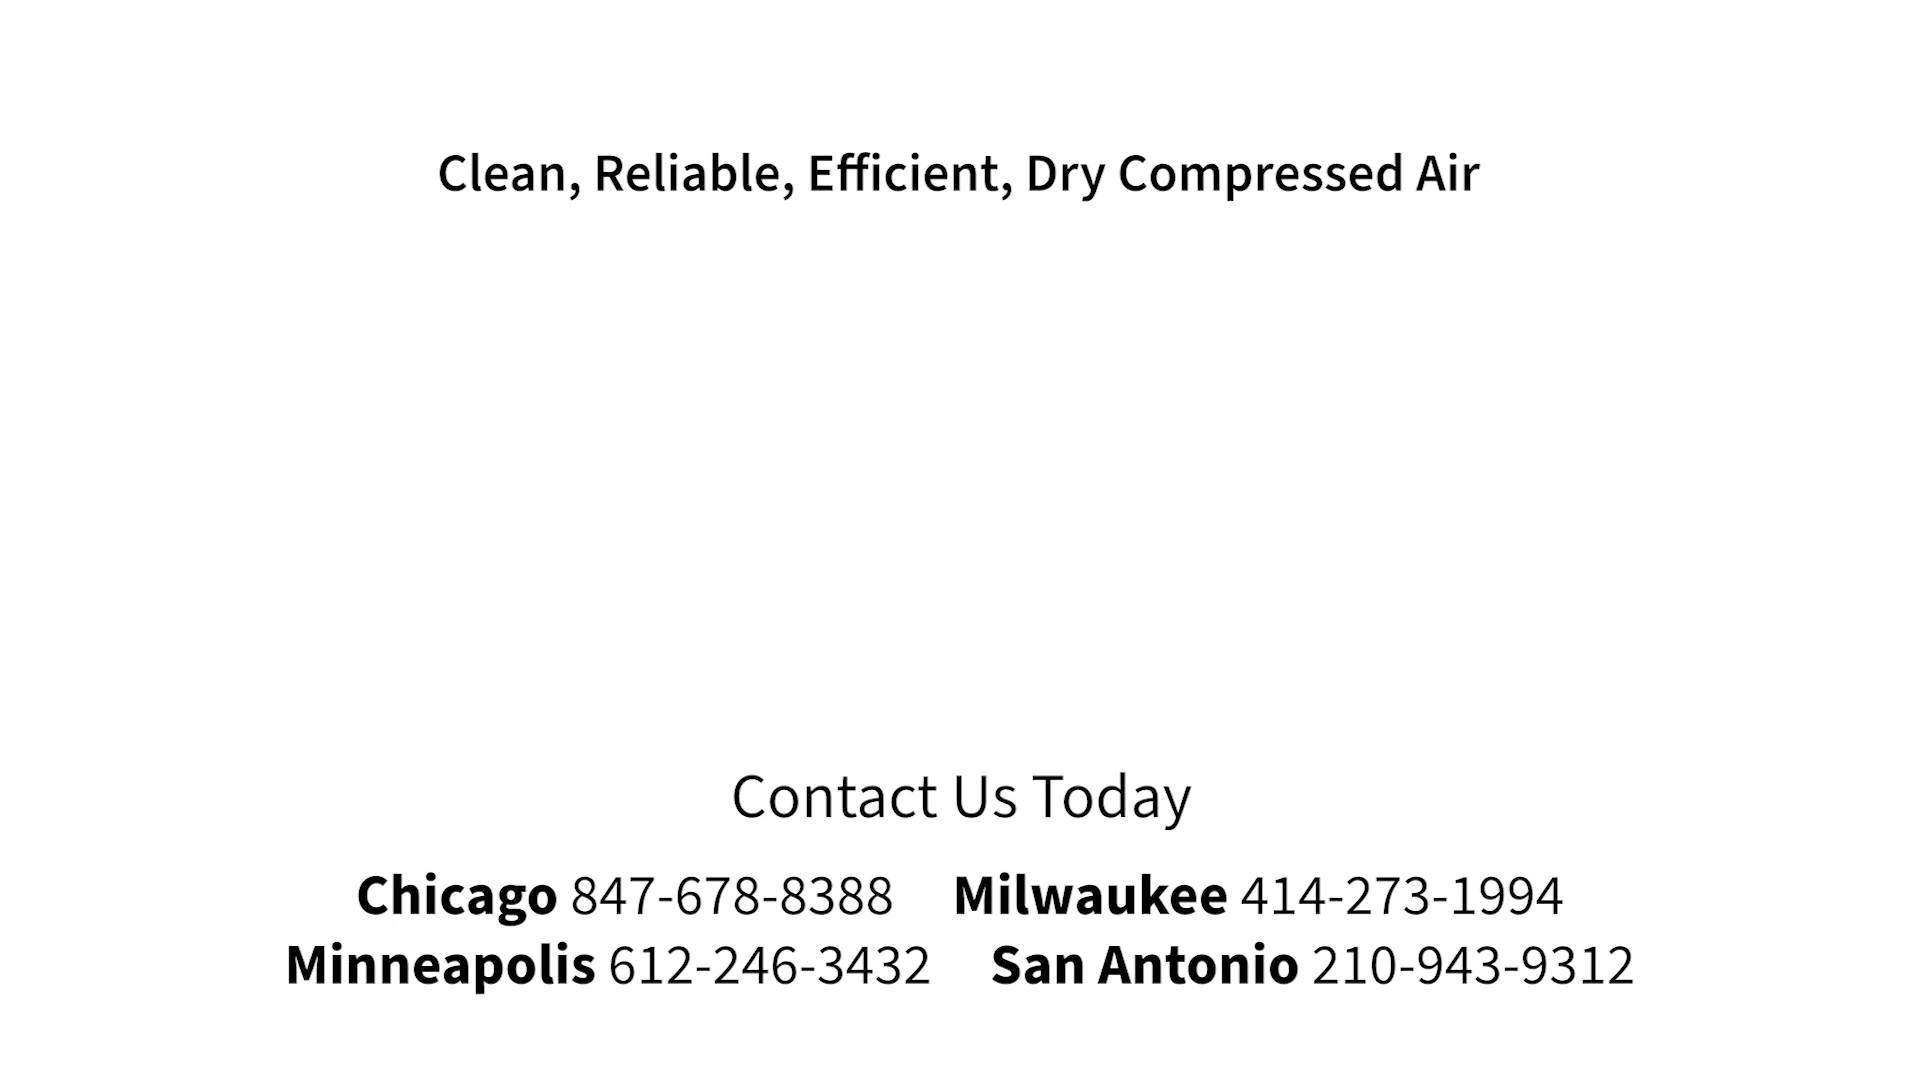 Clean, Reliable, Efficient, Dry Compressed Air
Contact Us Today
Chicago 847-678-8388 Milwaukee 414-273-1994
Minneapolis 612-246-3432 San Antonio 210-943-9312